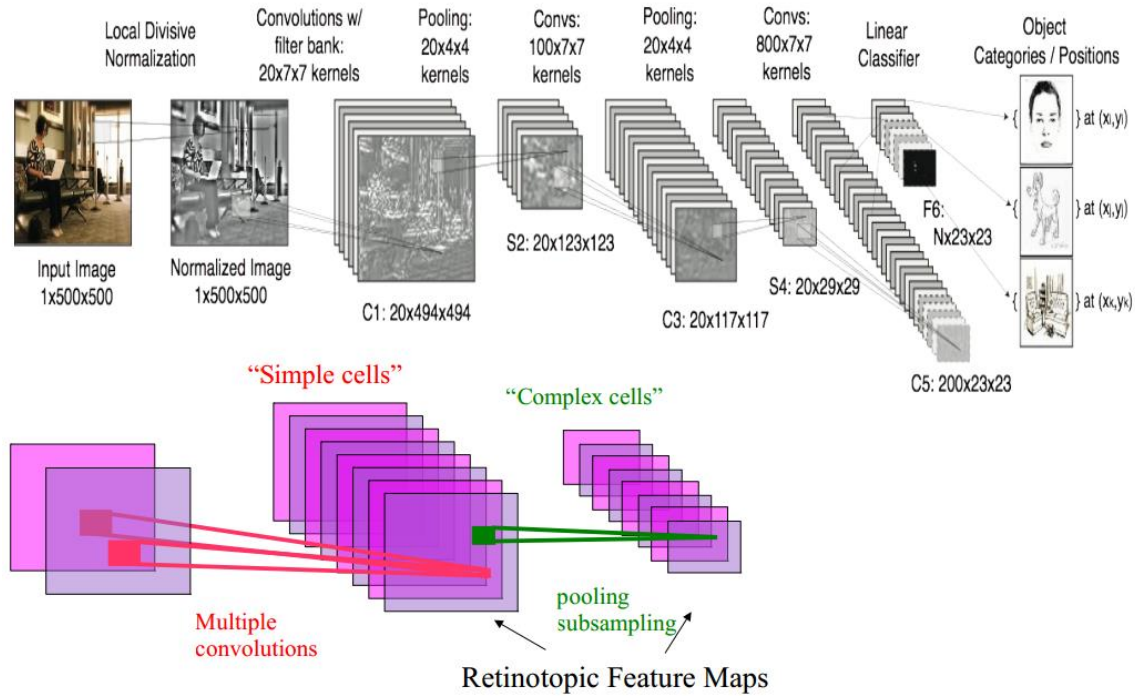 Local Divisive
Normalization
Convolutions w/
filter bank:
20x7x7 kernels
Pooling:
20x4x4
kernels
Convs:
100x7x7
kernels
Pooling:
20x4x4
kernels
Convs:
800x7x7
kernels
Linear
Classifier
Object
Categories / Positions
{ } at (xi,yi)
{ } at (xj,yj)
{ } at (xk,yk)
Input Image
1x500x500
Normalized Image
1x500x500
C1: 20x494x494
S2: 20x123x123
C3: 20x117x117
S4: 20x29x29
C5: 200x23x23
F6:
Nx23x23
“Simple cells”
“Complex cells”
Multiple
convolutions
pooling
subsampling
Retinotopic Feature Maps